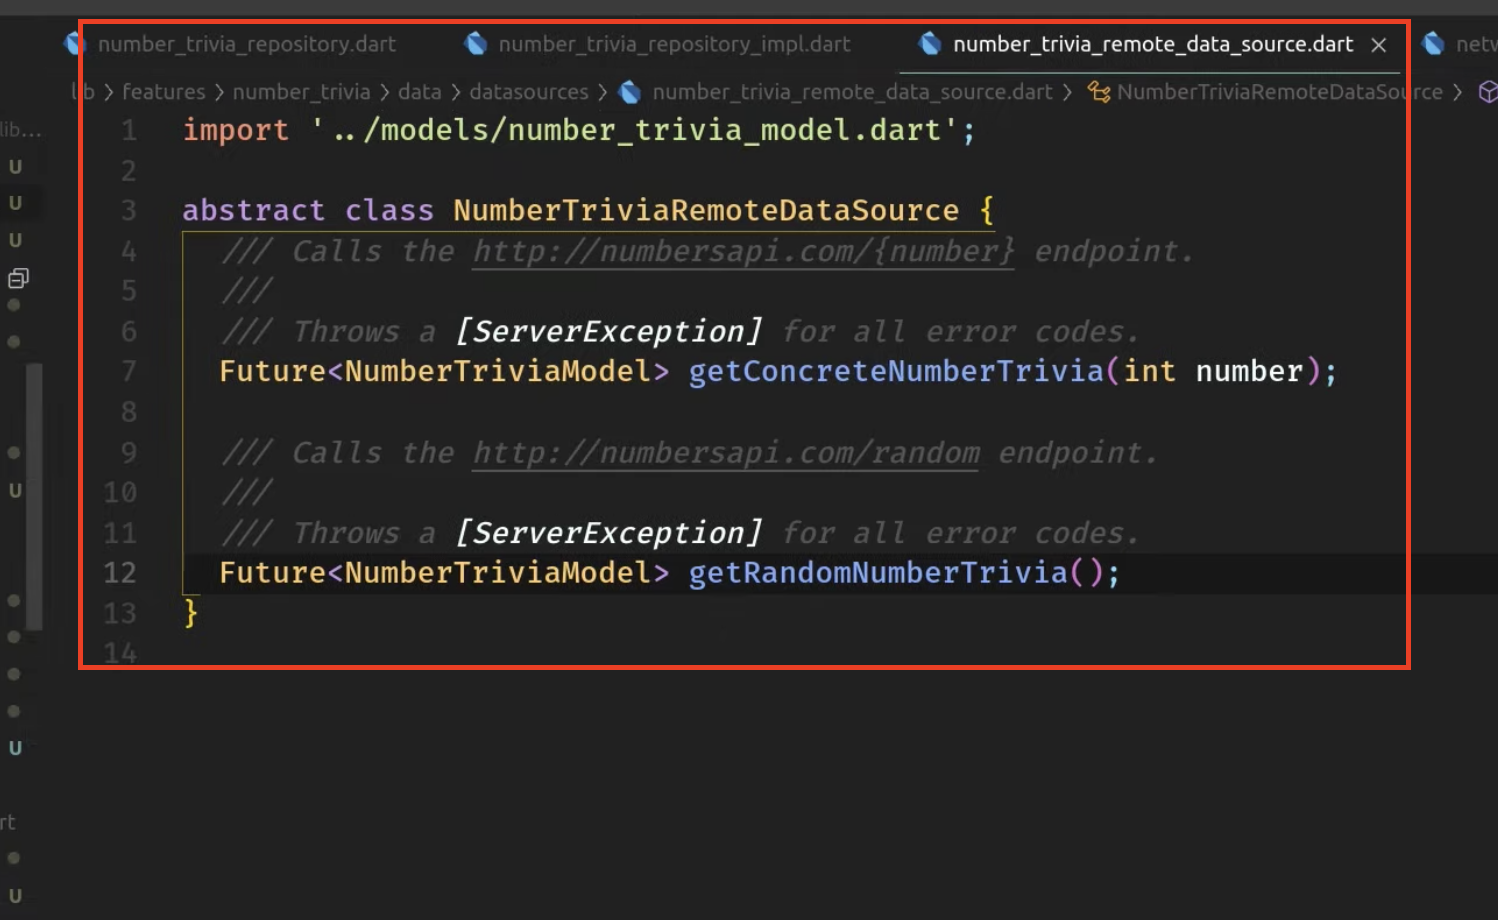 number_trivia_repository.dart number_trivia_repository_impl.dart number_trivia_remote_data_source.dart
lib > features > number_trivia > data > datasources > number_trivia_remote_data_source.dart > NumberTriviaRemoteDataSource >
lib...
1 import '../models/number_trivia_model.dart';
U
2
3 abstract class NumberTriviaRemoteDataSource {
U
4 /// Calls the http://numbersapi.com/{number} endpoint.
U
5 ///
6 /// Throws a [ServerException] for all error codes.
7 Future<NumberTriviaModel> getConcreteNumberTrivia(int number);
8
9 /// Calls the http://numbersapi.com/random endpoint.
10 ///
U
11 /// Throws a [ServerException] for all error codes.
12 Future<NumberTriviaModel> getRandomNumberTrivia();
13 }
14
U
rt
U